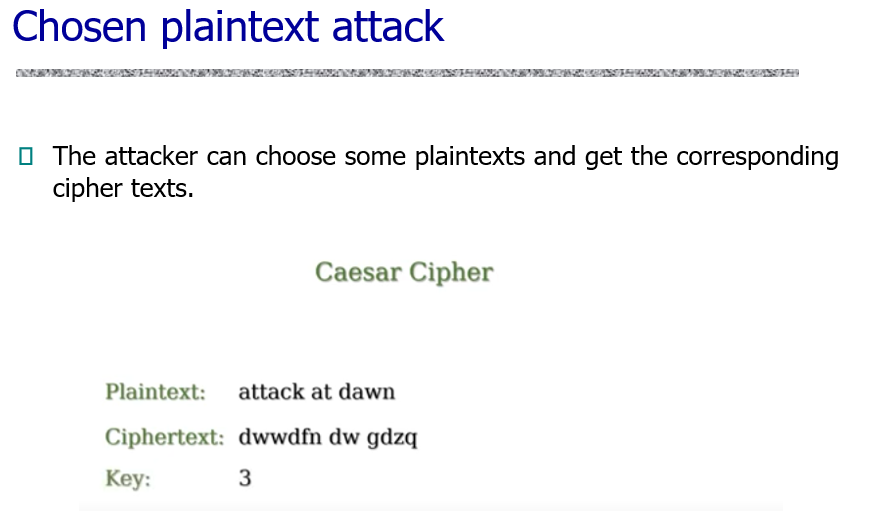 Chosen plaintext attack
The attacker can choose some plaintexts and get the corresponding
cipher texts.
Caesar Cipher
Plaintext: attack at dawn
Ciphertext: dwwdfn dw gdzq
Key: 3